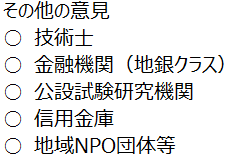 その他の意見
○ 技術士
○ 金融機関（地銀クラス）
○ 公設試験研究機関
○ 信用金庫
○ 地域NPO団体等